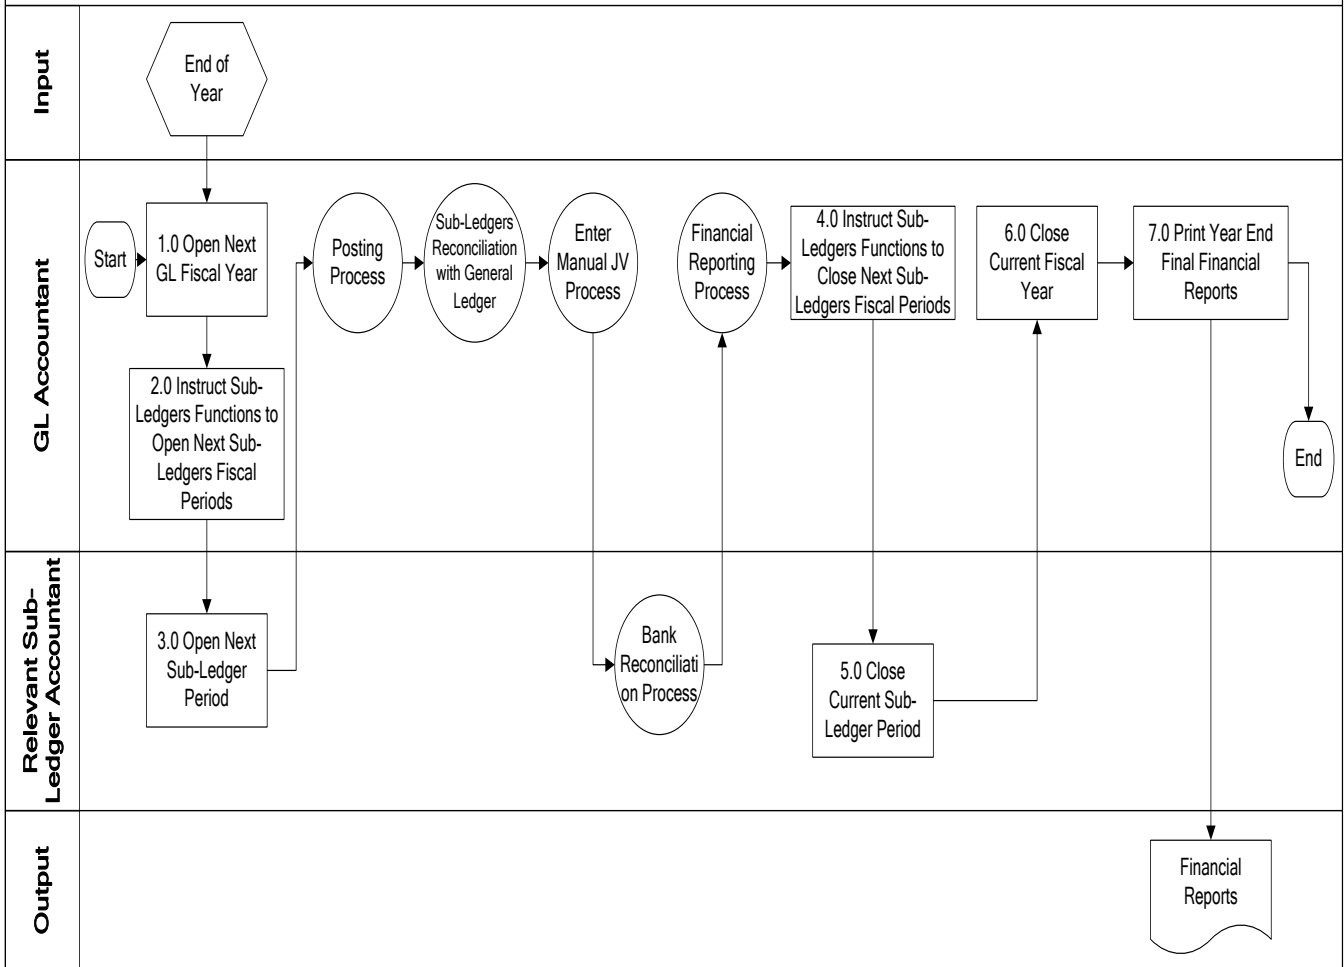 Input
End of
Year
GL Accountant
Start
1.0 Open Next
GL Fiscal Year
2.0 Instruct Sub-
Ledgers Functions to
Open Next Sub-
Ledgers Fiscal
Periods
Posting
Process
Sub-Ledgers
Reconciliation
with General
Ledger
Enter
Manual JV
Process
Financial
Reporting
Process
4.0 Instruct Sub-
Ledgers Functions to
Close Next Sub-
Ledgers Fiscal Periods
6.0 Close
Current Fiscal
Year
7.0 Print Year End
Final Financial
Reports
End
Relevant Sub-
Ledger Accountant
3.0 Open Next
Sub-Ledger
Period
Bank
Reconciliati
on Process
5.0 Close
Current Sub-
Ledger Period
Output
Financial
Reports